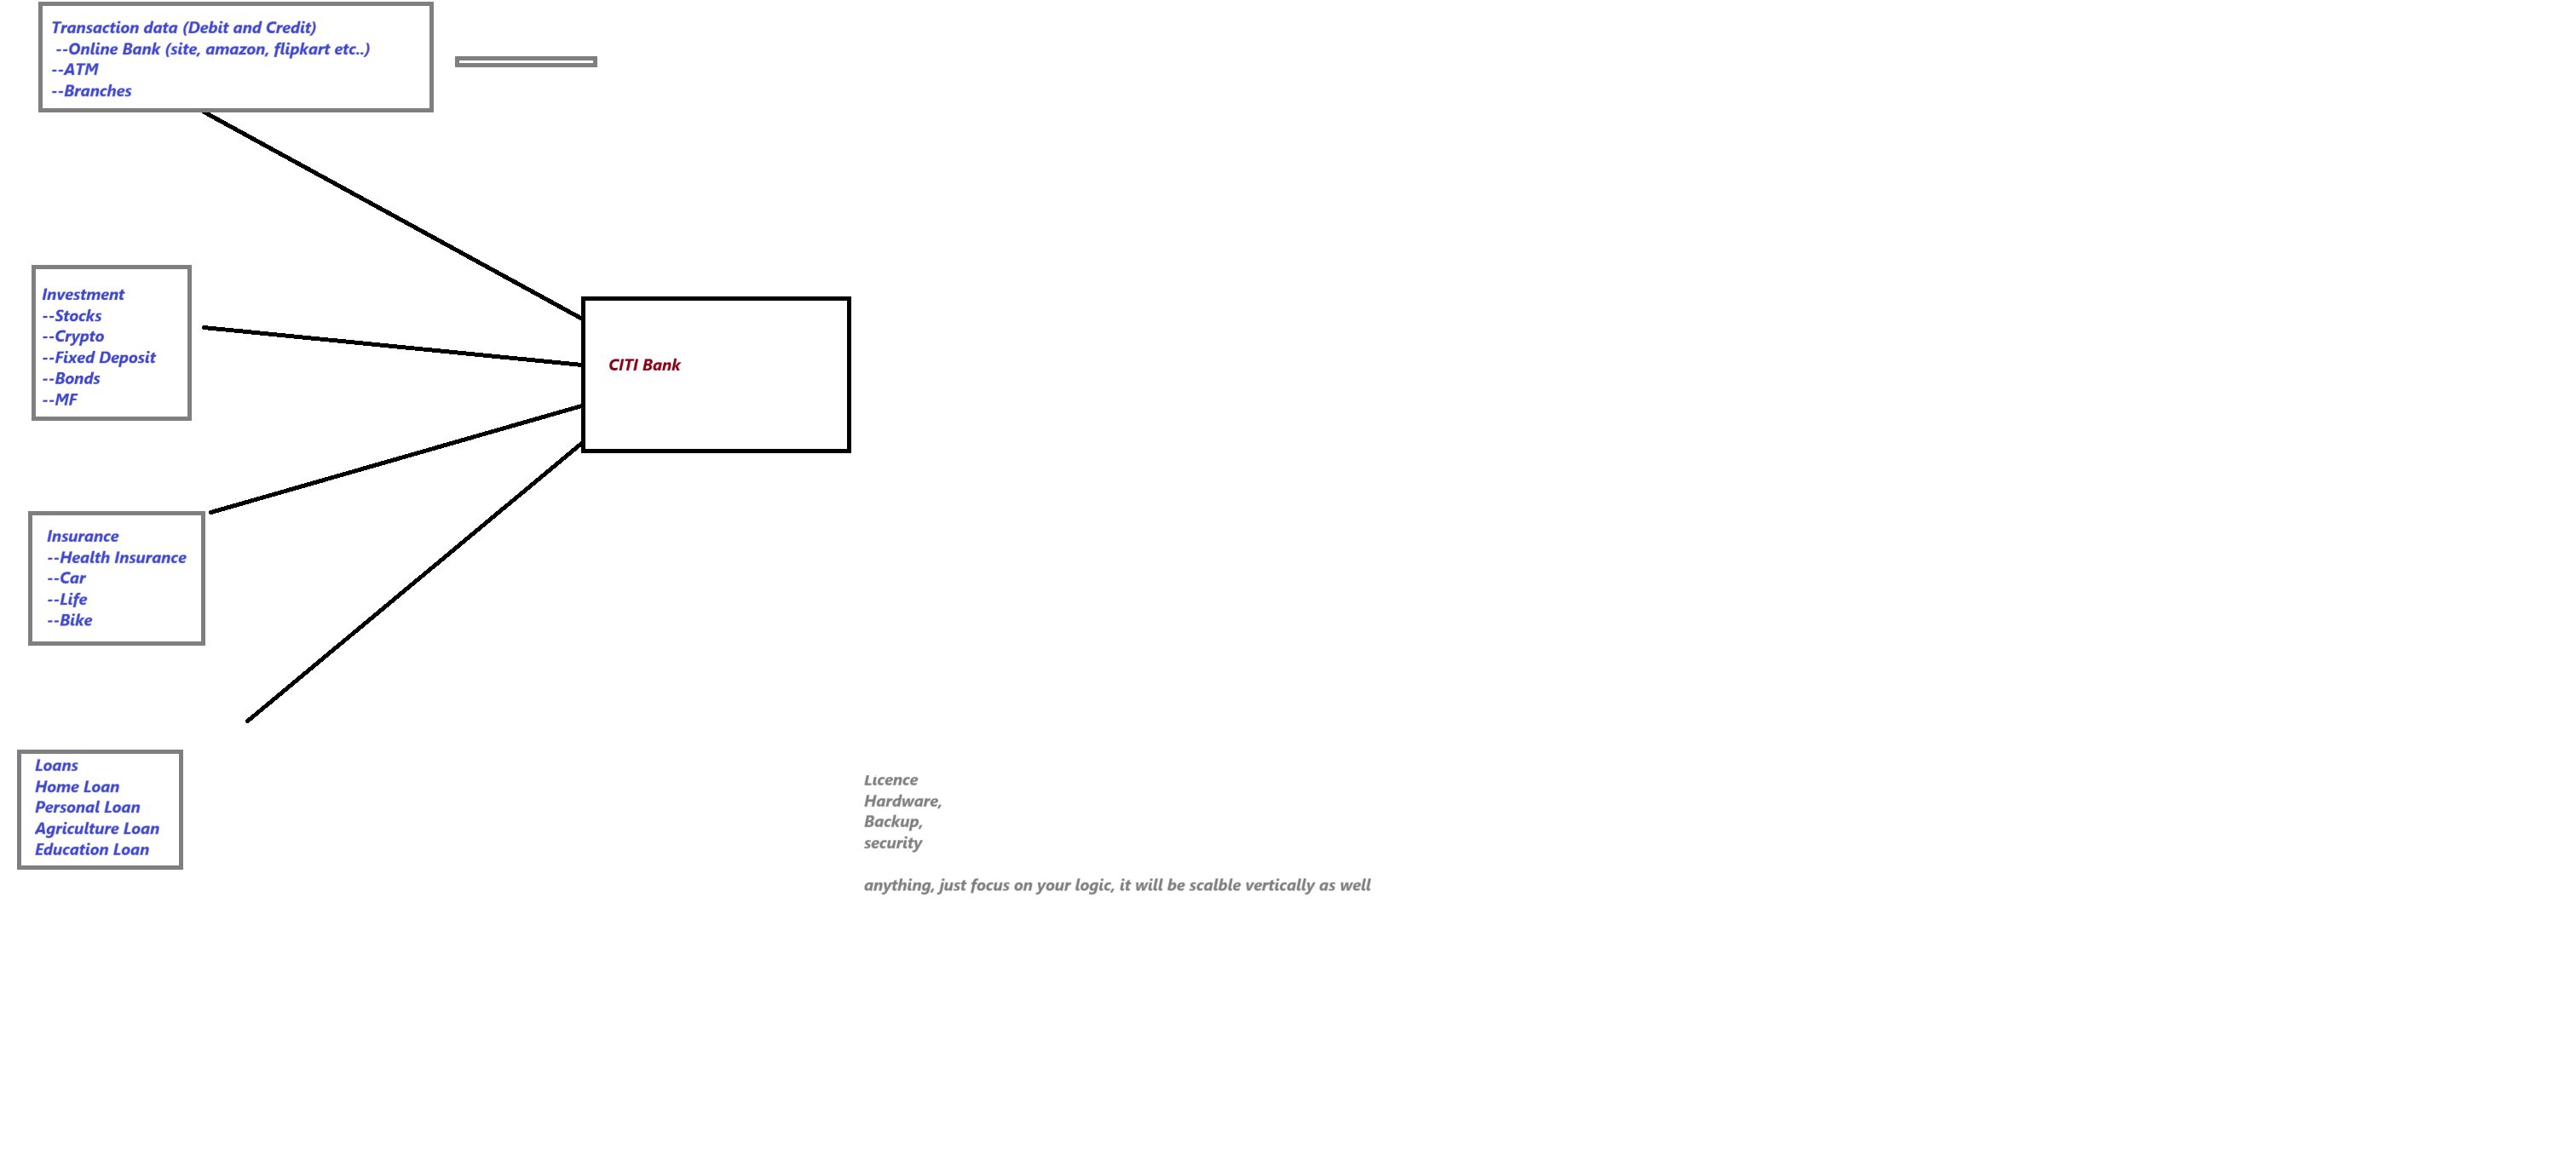 Transaction data (Debit and Credit)
--Online Bank (site, amazon, flipkart etc..)
--ATM
--Branches
Investment
--Stocks
--Crypto
--Fixed Deposit
--Bonds
--MF
CITI Bank
Insurance
--Health Insurance
--Car
--Life
--Bike
Loans
Home Loan
Personal Loan
Agriculture Loan
Education Loan
Licence
Hardware,
Backup,
security
anything, just focus on your logic, it will be scalble vertically as well